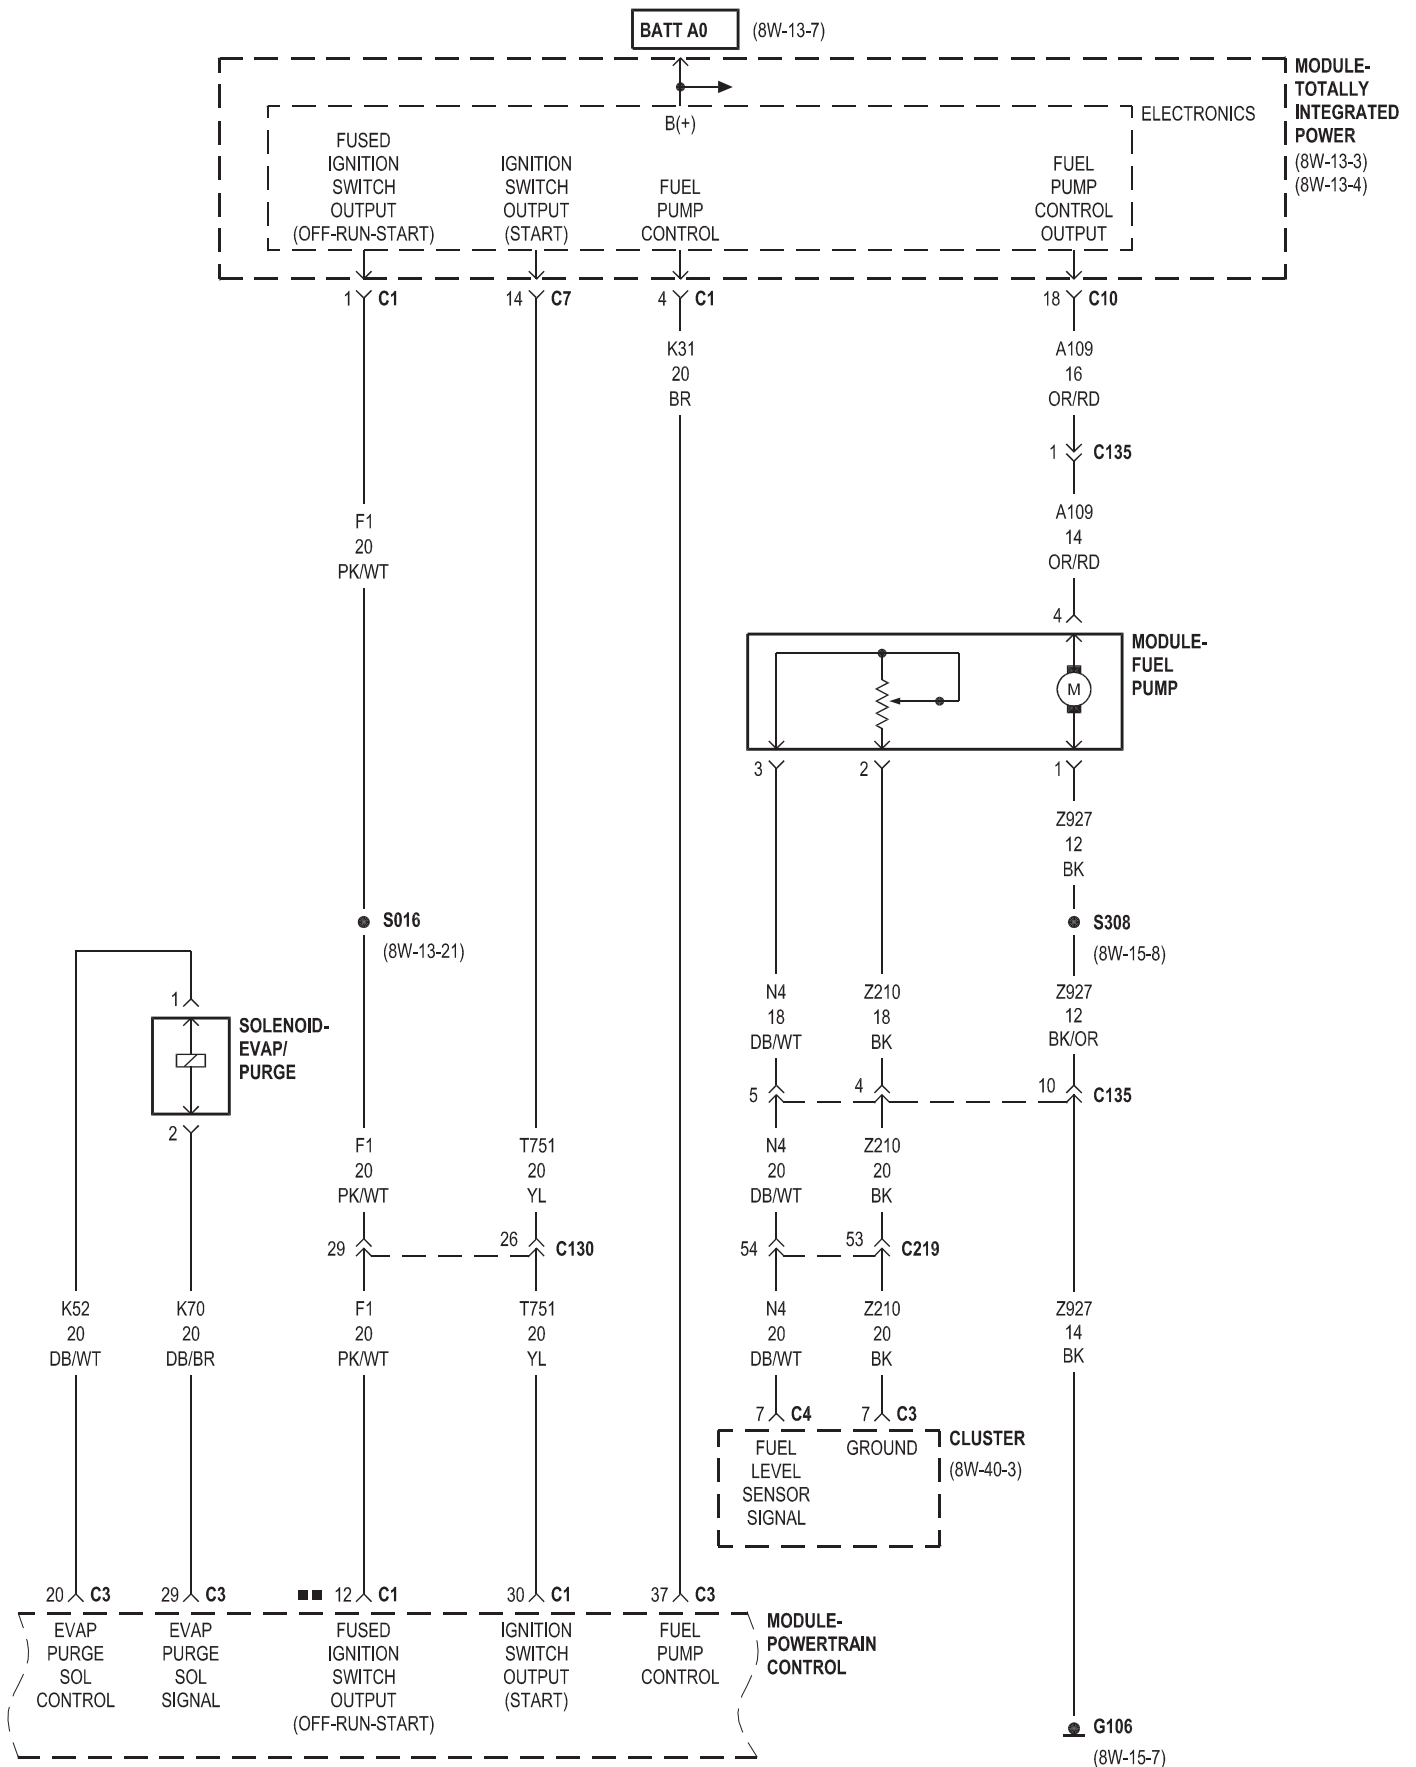 BATT A0 (8W-13-7)
MODULE-
TOTALLY
INTEGRATED
POWER
(8W-13-3)
(8W-13-4)
ELECTRONICS
B(+)
FUSED
IGNITION
SWITCH
OUTPUT
(OFF-RUN-START)
IGNITION
SWITCH
OUTPUT
(START)
FUEL
PUMP
CONTROL
FUEL
PUMP
CONTROL
OUTPUT
1 C1
14 C7
4 C1
18 C10
K31
20
BR
A109
16
OR/RD
1 C135
F1
20
PK/WT
A109
14
OR/RD
4
MODULE-
FUEL
PUMP
M
3
2
1
Z927
12
BK
S016
(8W-13-21)
S308
(8W-15-8)
1
SOLENOID-
EVAP/
PURGE
2
N4
18
DB/WT
Z210
18
BK
Z927
12
BK/OR
5
4
10
C135
F1
20
PK/WT
T751
20
YL
N4
20
DB/WT
Z210
20
BK
29
26
C130
54
53
C219
K52
20
DB/WT
K70
20
DB/BR
F1
20
PK/WT
T751
20
YL
N4
20
DB/WT
Z210
20
BK
Z927
14
BK
7 C4
7 C3
CLUSTER
(8W-40-3)
FUEL
LEVEL
SENSOR
SIGNAL
GROUND
20 C3
29 C3
12 C1
30 C1
37 C3
MODULE-
POWERTRAIN
CONTROL
EVAP
PURGE
SOL
CONTROL
EVAP
PURGE
SOL
SIGNAL
FUSED
IGNITION
SWITCH
OUTPUT
(OFF-RUN-START)
IGNITION
SWITCH
OUTPUT
(START)
FUEL
PUMP
CONTROL
G106
(8W-15-7)